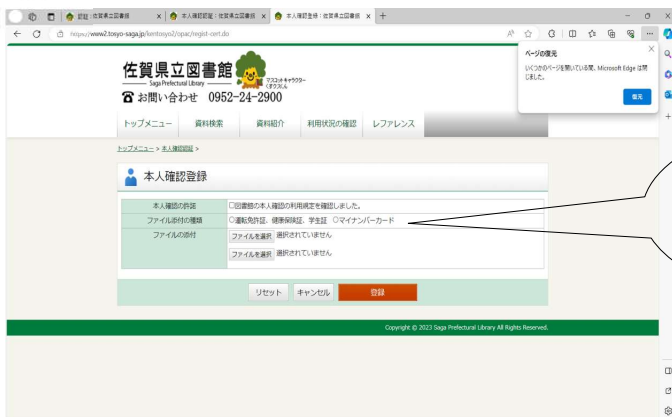 認証:佐賀県立図書館
本人確認認証:佐賀県立図書館
本人確認登録:佐賀県立図書館
https://www2.tosyo-saga.jp/kentosyo2/opac/regist-cert.do
ページの復元
いくつかのページを開いている間、Microsoft Edge は閉じました。
復元
佐賀県立図書館
Saga Prefectural Library
マスコットキャラクター
くすりん
☎ お問い合わせ 0952-24-2900
トップメニュー 資料検索 資料紹介 利用状況の確認 レファレンス
トップメニュー > 本人確認認証 >
本人確認登録
本人確認の許諾 □図書館の本人確認の利用規定を確認しました。
ファイル添付の種類 ○運転免許証、健康保険証、学生証 ○マイナンバーカード
ファイルの添付 ファイルを選択 選択されていません
ファイルを選択 選択されていません
リセット キャンセル 登録
Copyright © 2023 Saga Prefectural Library All Rights Reserved.